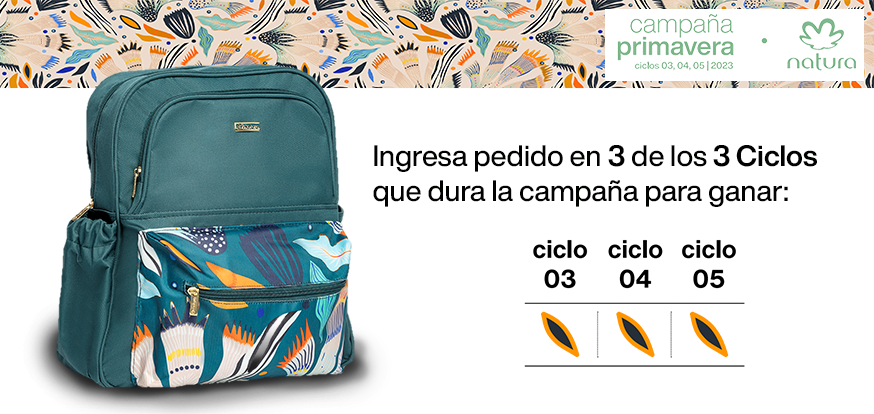 campaña
primavera
ciclos 03, 04, 05 | 2023
natura
Ingresa pedido en 3 de los 3 Ciclos
que dura la campaña para ganar:
ciclo ciclo ciclo
03 04 05